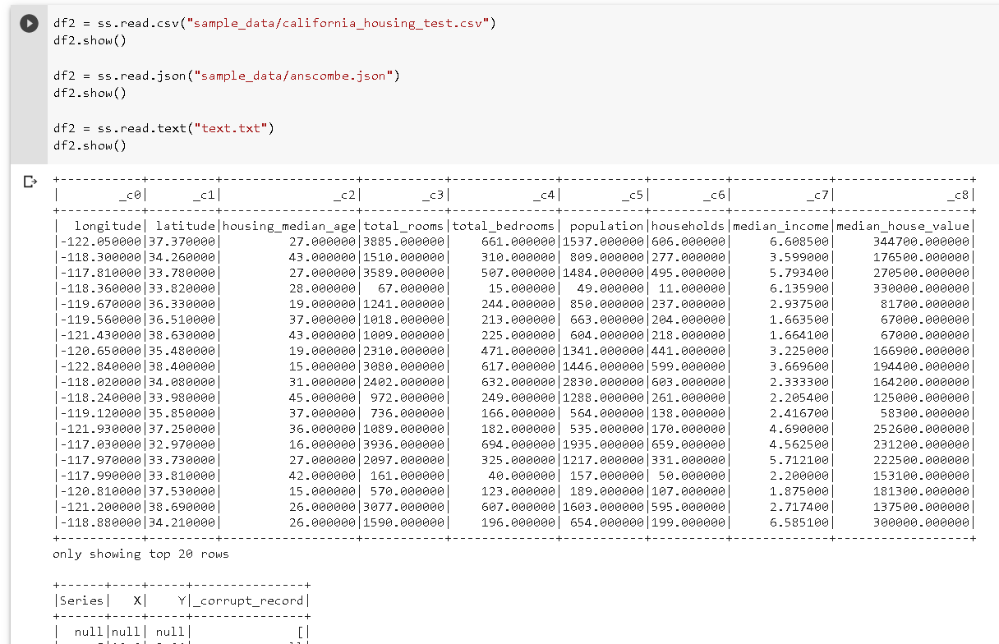 df2 = ss.read.csv("sample_data/california_housing_test.csv")
df2.show()

df2 = ss.read.json("sample_data/anscombe.json")
df2.show()

df2 = ss.read.text("text.txt")
df2.show()

+-----------+---------+------------------+-----------+--------------+-----------+----------+-------------+------------------+
|        _c0|      _c1|               _c2|        _c3|           _c4|        _c5|       _c6|          _c7|               _c8|
+-----------+---------+------------------+-----------+--------------+-----------+----------+-------------+------------------+
|  longitude| latitude|housing_median_age|total_rooms|total_bedrooms| population|households|median_income|median_house_value|
|-122.050000|37.370000|         27.000000|3885.000000|    661.000000|1537.000000|606.000000|     6.608500|     344700.000000|
|-118.300000|34.260000|         43.000000|1510.000000|    310.000000| 809.000000|277.000000|     3.599000|     176500.000000|
|-117.810000|33.780000|         27.000000|3589.000000|    507.000000|1484.000000|495.000000|     5.793400|     270500.000000|
|-118.360000|33.820000|         28.000000|  67.000000|     15.000000|  49.000000| 11.000000|     6.135900|     330000.000000|
|-119.670000|36.330000|         19.000000|1241.000000|    244.000000| 850.000000|237.000000|     2.937500|      81700.000000|
|-119.560000|36.510000|         37.000000|1018.000000|    213.000000| 663.000000|204.000000|     1.663500|      67000.000000|
|-121.430000|38.630000|         43.000000|1009.000000|    225.000000| 604.000000|218.000000|     1.664100|      67000.000000|
|-120.650000|35.480000|         19.000000|2310.000000|    471.000000|1341.000000|441.000000|     3.225000|     166900.000000|
|-122.840000|38.400000|         15.000000|3080.000000|    617.000000|1446.000000|599.000000|     3.669600|     194400.000000|
|-118.020000|34.080000|         31.000000|2402.000000|    632.000000|2830.000000|603.000000|     2.333300|     164200.000000|
|-118.240000|33.980000|         45.000000| 972.000000|    249.000000|1288.000000|261.000000|     2.205400|     125000.000000|
|-119.120000|35.850000|         37.000000| 736.000000|    166.000000| 564.000000|138.000000|     2.416700|      58300.000000|
|-121.930000|37.250000|         36.000000|1089.000000|    182.000000| 535.000000|170.000000|     4.690000|     252600.000000|
|-117.030000|32.970000|         16.000000|3936.000000|    694.000000|1935.000000|659.000000|     4.562500|     231200.000000|
|-117.970000|33.730000|         27.000000|2097.000000|    325.000000|1217.000000|331.000000|     5.712100|     222500.000000|
|-117.990000|33.810000|         42.000000| 161.000000|     40.000000| 157.000000| 50.000000|     2.200000|     153100.000000|
|-120.810000|37.530000|         15.000000| 570.000000|    123.000000| 189.000000|107.000000|     1.875000|     181300.000000|
|-121.200000|38.690000|         26.000000|3077.000000|    607.000000|1603.000000|595.000000|     2.717400|     137500.000000|
|-118.880000|34.210000|         26.000000|1590.000000|    196.000000| 654.000000|199.000000|     6.585100|     300000.000000|
+-----------+---------+------------------+-----------+--------------+-----------+----------+-------------+------------------+
only showing top 20 rows

+------+----+-----+---------------+
|Series|   X|    Y|_corrupt_record|
+------+----+-----+---------------+
|  null|null| null|              [|